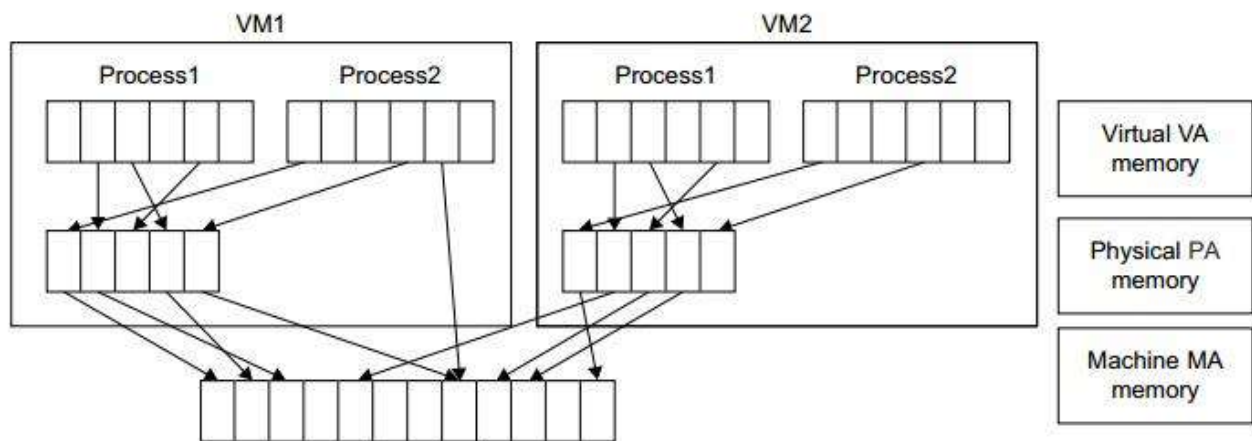 VM1
VM2
Process1
Process2
Process1
Process2
Virtual VA
memory
Physical PA
memory
Machine MA
memory